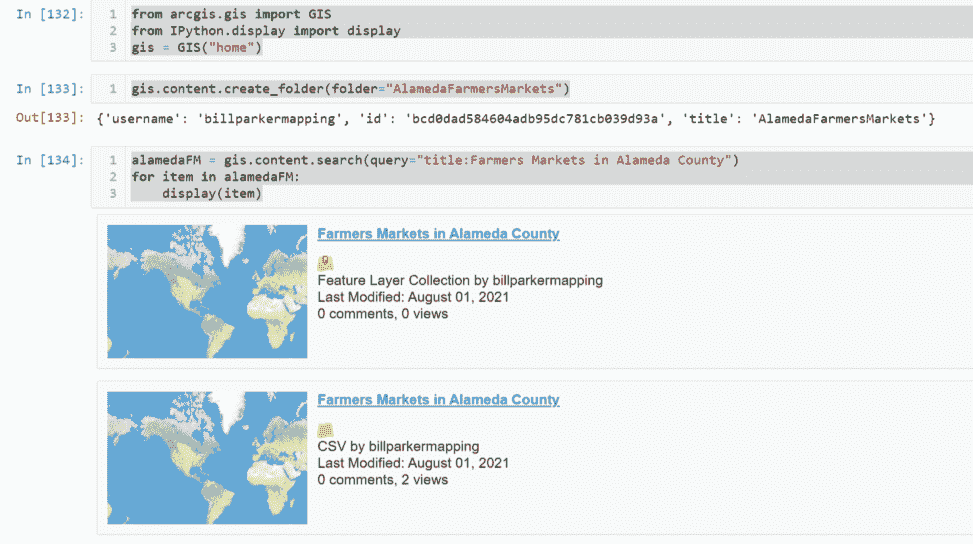 In [132]:
1 from arcgis.gis import GIS
2 from IPython.display import display
3 gis = GIS("home")
In [133]:
1 gis.content.create_folder(folder="AlamedaFarmersMarkets")
Out[133]: {'username': 'billparkermapping', 'id': 'bcd0dad584604adb95dc781cb039d93a', 'title': 'AlamedaFarmersMarkets'}
In [134]:
1 alamedaFM = gis.content.search(query="title:Farmers Markets in Alameda County")
2 for item in alamedaFM:
3     display(item)
Farmers Markets in Alameda County
Feature Layer Collection by billparkermapping
Last Modified: August 01, 2021
0 comments, 0 views
Farmers Markets in Alameda County
CSV by billparkermapping
Last Modified: August 01, 2021
0 comments, 2 views